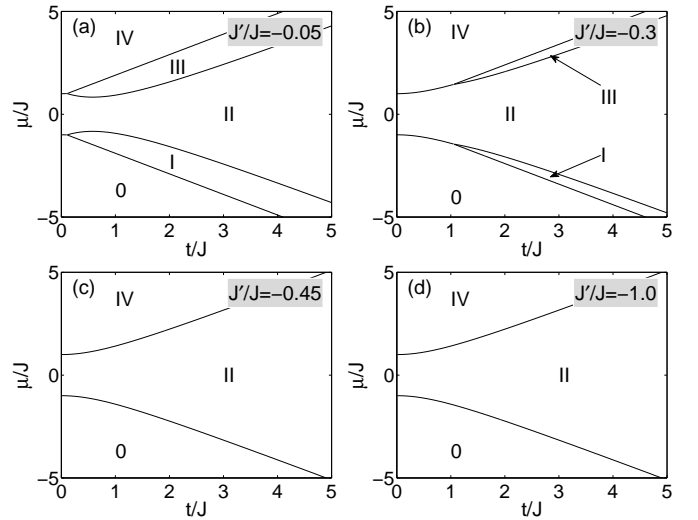 (a) IV J′/J=−0.05
III
II
I
0
5
0
−5
μ/J
0 1 2 3 4 5
t/J
(b) IV J′/J=−0.3
III
II
I
0
5
0
−5
μ/J
0 1 2 3 4 5
t/J
(c) IV J′/J=−0.45
II
0
5
0
−5
μ/J
0 1 2 3 4 5
t/J
(d) IV J′/J=−1.0
II
0
5
0
−5
μ/J
0 1 2 3 4 5
t/J